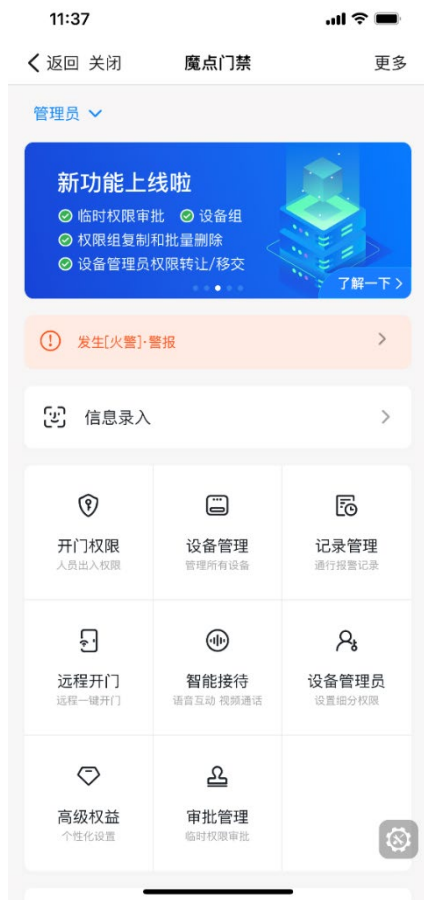 11:37
返回 关闭 魔点门禁 更多
管理员
新功能上线啦
临时权限审批 设备组
权限组复制和批量删除
设备管理员权限转让/移交
了解一下
发生[火警]·警报
信息录入
开门权限 设备管理 记录管理
人员出入权限 管理所有设备 通行报警记录
远程开门 智能接待 设备管理员
远程一键开门 语音互动 视频通话 设置细分权限
高级权益 审批管理
个性化设置 临时权限审批